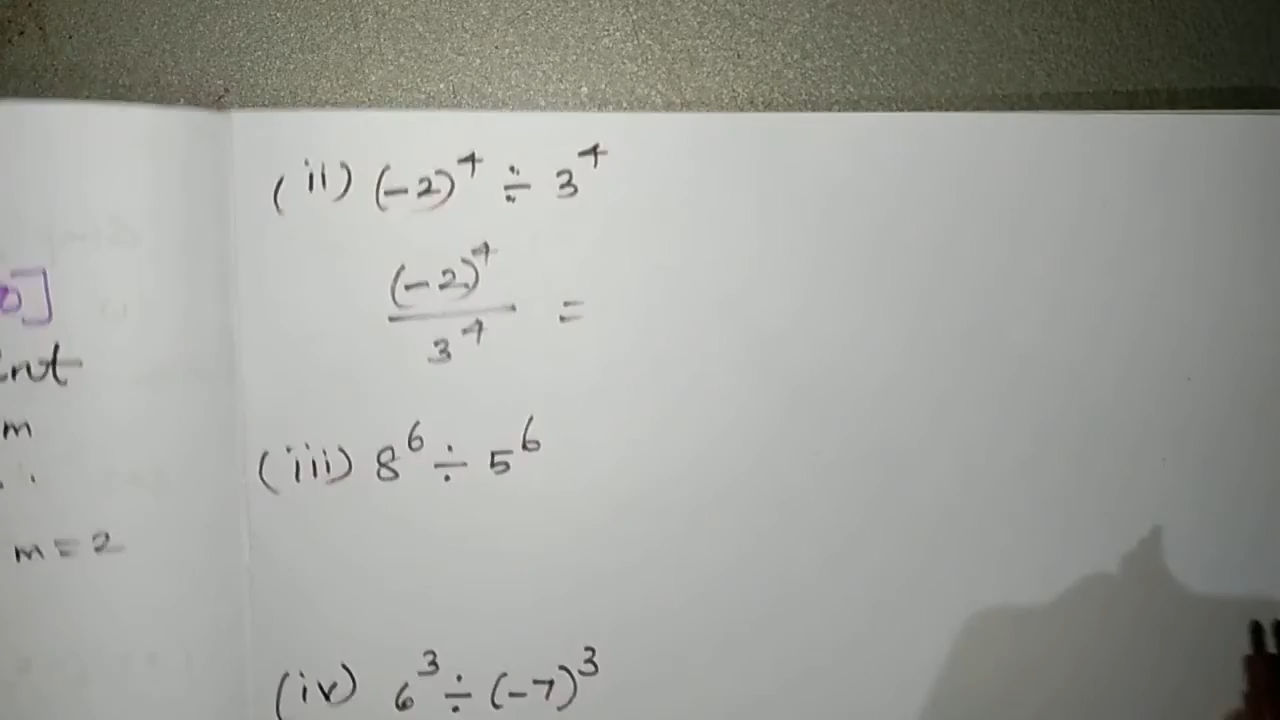 (ii) (-2)⁴ ÷ 3⁴
(-2)⁴
3⁴
=
(iii) 8⁶ ÷ 5⁶
m
m = 2
(iv) 6³ ÷ (-7)³